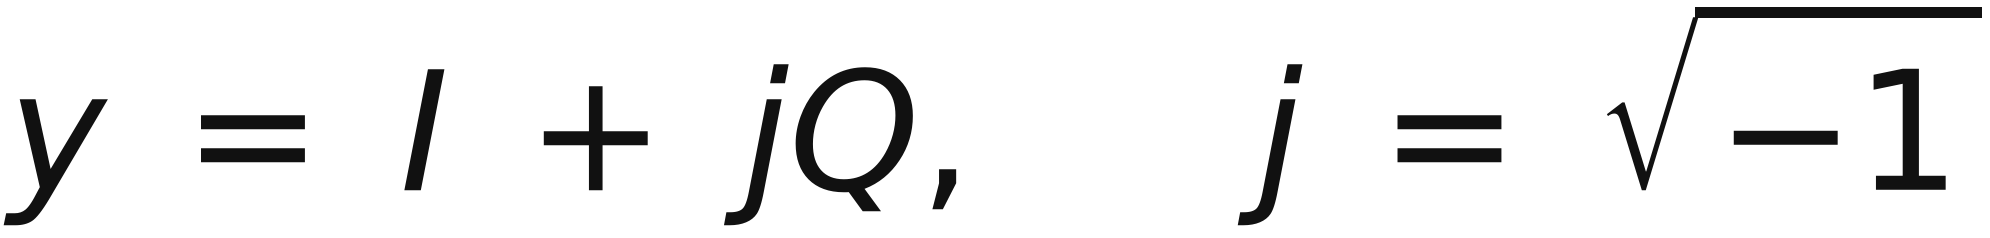 y = I + jQ,    j = √−1